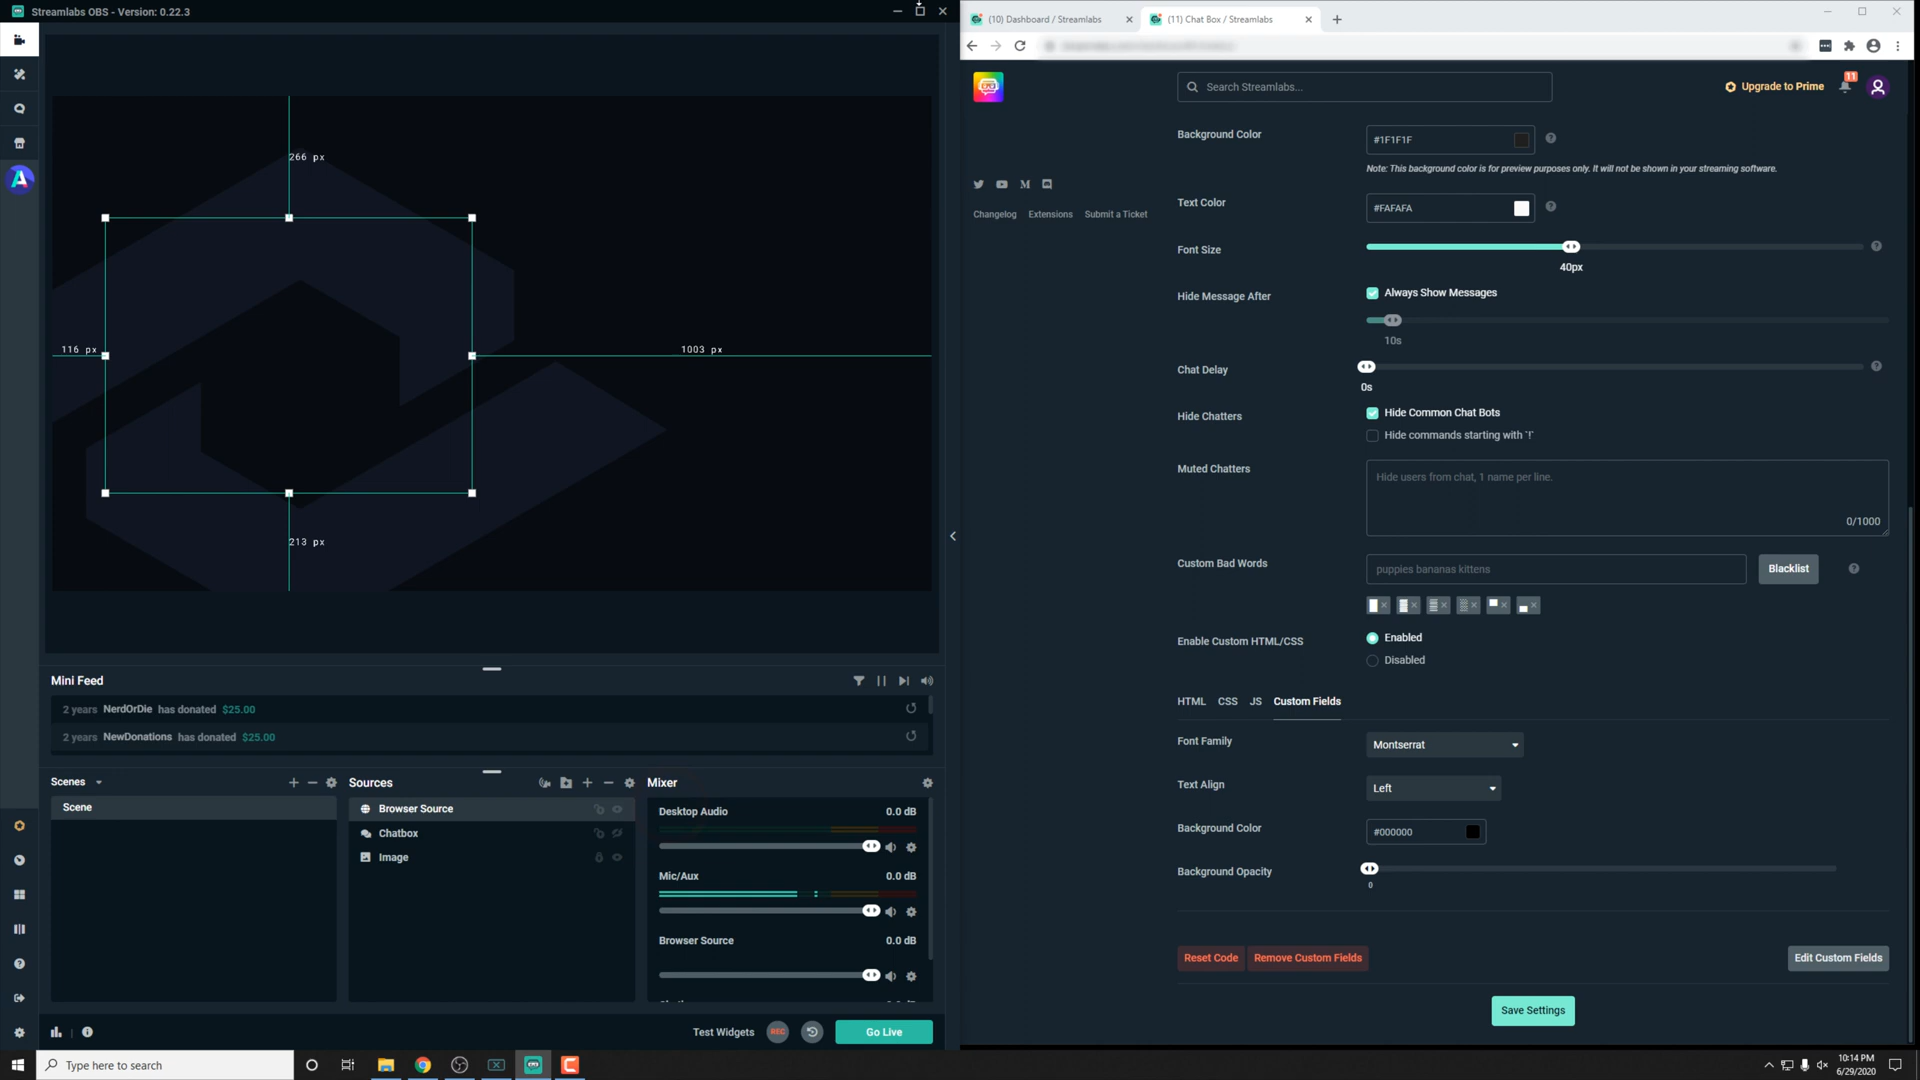 Streamlabs OBS - Version: 0.22.3
266 px
116 px
1003 px
213 px
Mini Feed
2 years NerdOrDie has donated $25.00
2 years NewDonations has donated $25.00
Scenes
Scene
Sources
Browser Source
Chatbox
Image
Mixer
Desktop Audio 0.0 dB
Mic/Aux 0.0 dB
Browser Source 0.0 dB
Test Widgets
REC
Go Live
(10) Dashboard / Streamlabs
(11) Chat Box / Streamlabs
Search Streamlabs...
Upgrade to Prime
11
Changelog Extensions Submit a Ticket
Background Color
#1F1F1F
Note: This background color is for preview purposes only. It will not be shown in your streaming software.
Text Color
#FAFAFA
Font Size
40px
Hide Message After
Always Show Messages
10s
Chat Delay
0s
Hide Chatters
Hide Common Chat Bots
Hide commands starting with `!`
Muted Chatters
Hide users from chat, 1 name per line.
0/1000
Custom Bad Words
puppies bananas kittens
Blacklist
Enable Custom HTML/CSS
Enabled
Disabled
HTML CSS JS Custom Fields
Font Family
Montserrat
Text Align
Left
Background Color
#000000
Background Opacity
0
Reset Code
Remove Custom Fields
Edit Custom Fields
Save Settings
Type here to search
10:14 PM
6/29/2020